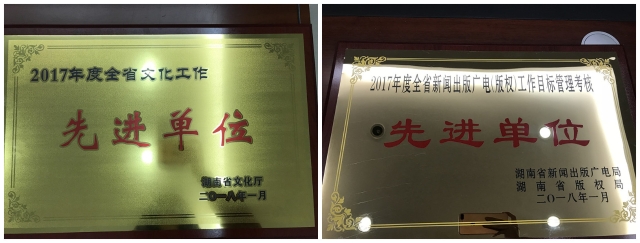 2017年度全省文化工作
先进单位
湖南省文化厅
二〇一八年一月
2017年度全省新闻出版广电(版权)工作目标管理考核
先进单位
湖南省新闻出版广电局
湖南省版权局
二〇一八年一月